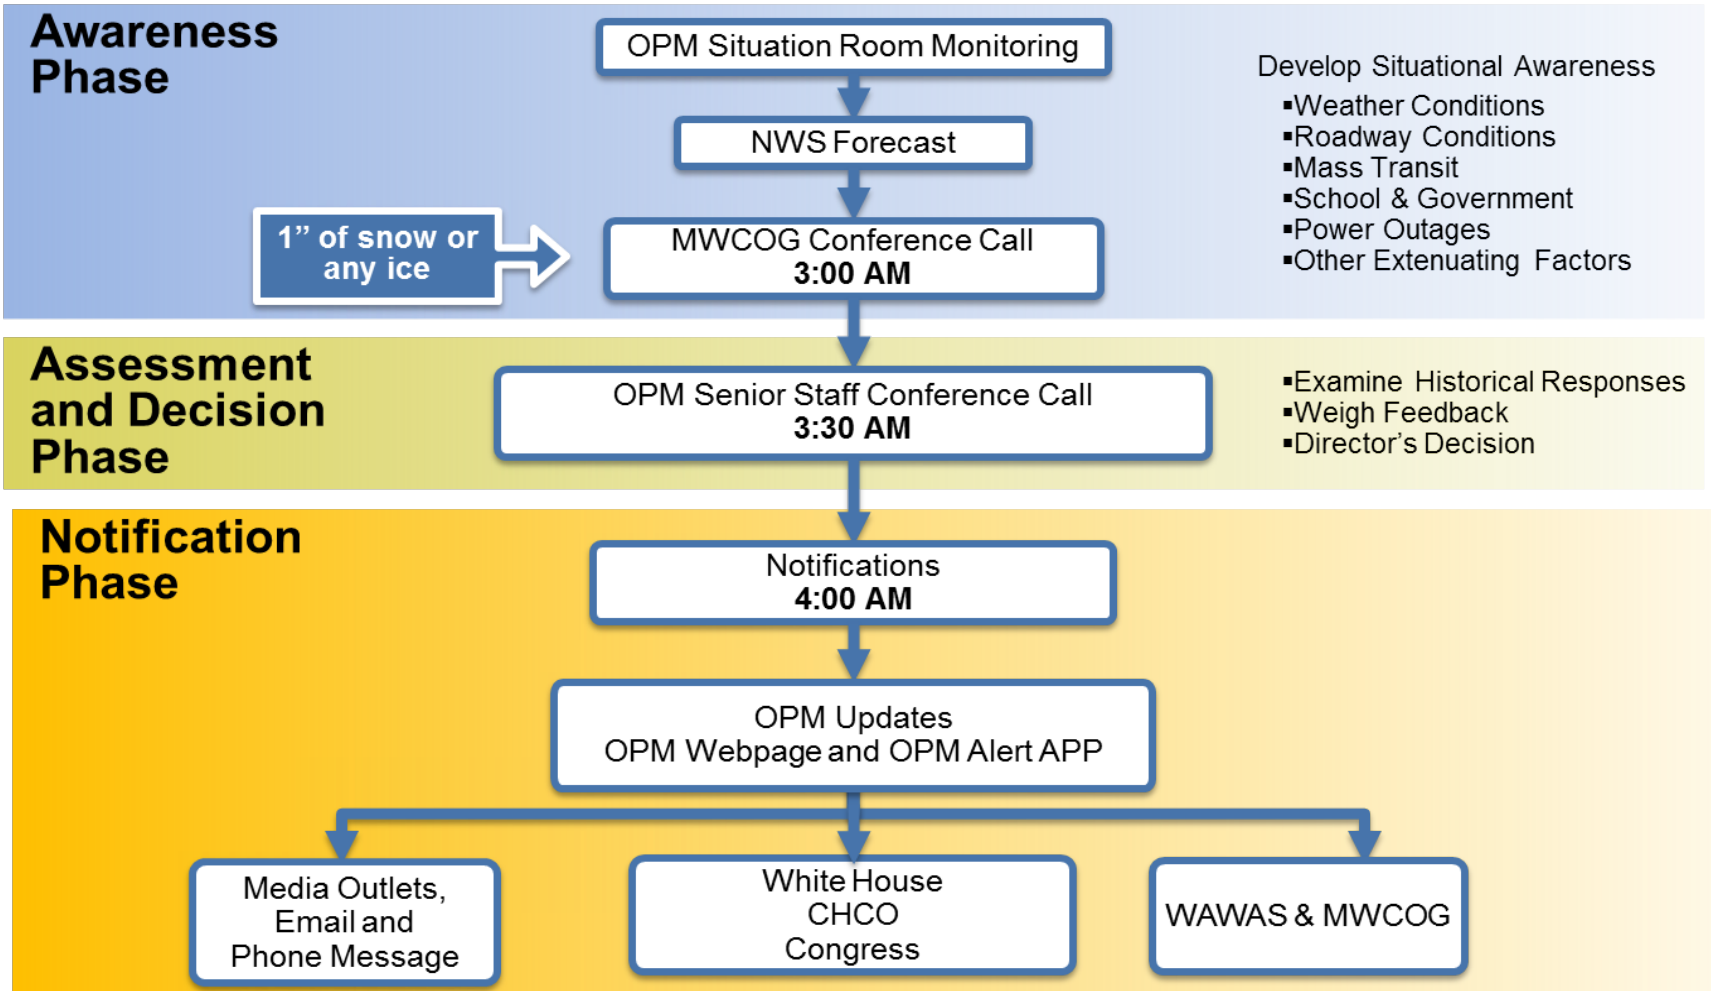 Awareness
Phase
OPM Situation Room Monitoring
NWS Forecast
1” of snow or
any ice
MWCOG Conference Call
3:00 AM
Develop Situational Awareness
▪Weather Conditions
▪Roadway Conditions
▪Mass Transit
▪School & Government
▪Power Outages
▪Other Extenuating Factors
Assessment
and Decision
Phase
OPM Senior Staff Conference Call
3:30 AM
▪Examine Historical Responses
▪Weigh Feedback
▪Director’s Decision
Notification
Phase
Notifications
4:00 AM
OPM Updates
OPM Webpage and OPM Alert APP
Media Outlets,
Email and
Phone Message
White House
CHCO
Congress
WAWAS & MWCOG